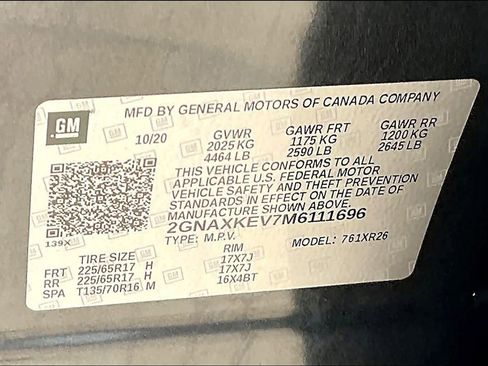 GM
MFD BY GENERAL MOTORS OF CANADA COMPANY
10/20 GVWR GAWR FRT GAWR RR
2025 KG 1175 KG 1200 KG
4464 LB 2590 LB 2645 LB
THIS VEHICLE CONFORMS TO ALL
APPLICABLE U.S. FEDERAL MOTOR
VEHICLE SAFETY AND THEFT PREVENTION
STANDARDS IN EFFECT ON THE DATE OF
MANUFACTURE SHOWN ABOVE.
2GNAXKEV7M6111696
139X TYPE: M.P.V. MODEL: 761XR26
TIRE SIZE RIM
FRT 225/65R17 H 17X7J
RR 225/65R17 H 17X7J
SPA T135/70R16 M 16X4BT